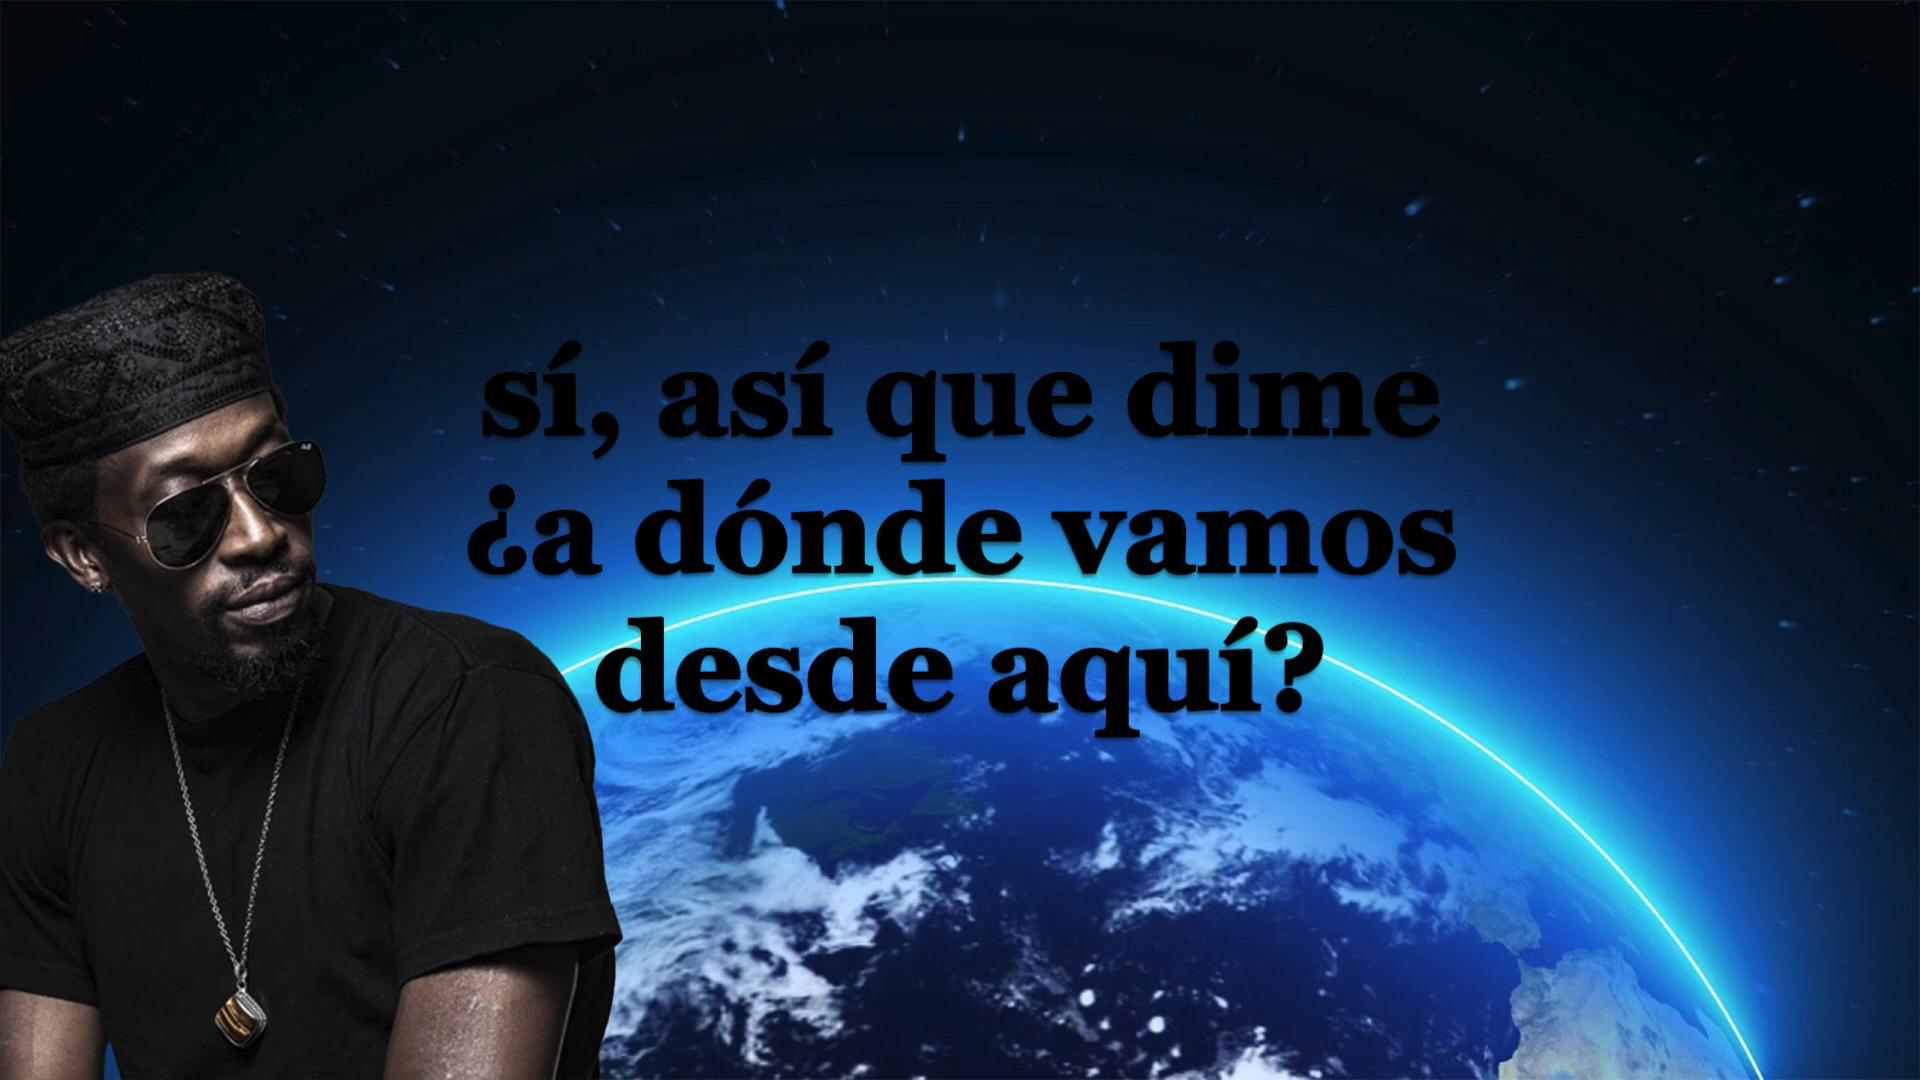 sí, así que dime
¿a dónde vamos
desde aquí?